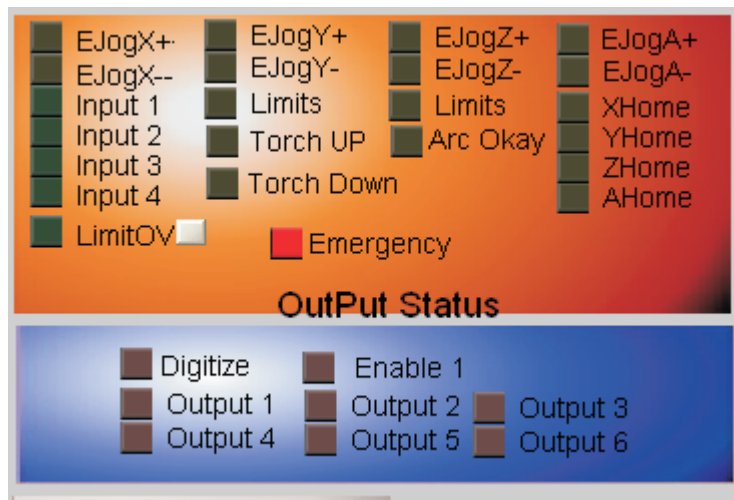 EJogX+ EJogY+ EJogZ+ EJogA+
EJogX-- EJogY- EJogZ- EJogA-
Input 1 Limits Limits XHome
Input 2 Torch UP Arc Okay YHome
Input 3 ZHome
Input 4 Torch Down AHome
LimitOV Emergency
OutPut Status
Digitize Enable 1
Output 1 Output 2 Output 3
Output 4 Output 5 Output 6